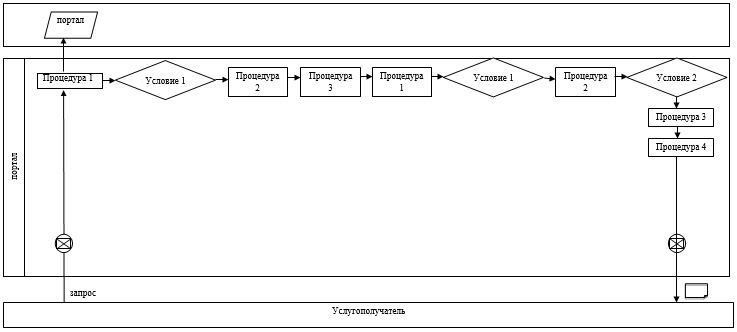 портал
Процедура 1
Условие 1
Процедура
2
Процедура
3
Процедура
1
Условие 1
Процедура
2
Условие 2
Процедура 3
Процедура 4
портал
запрос
Услугополучатель